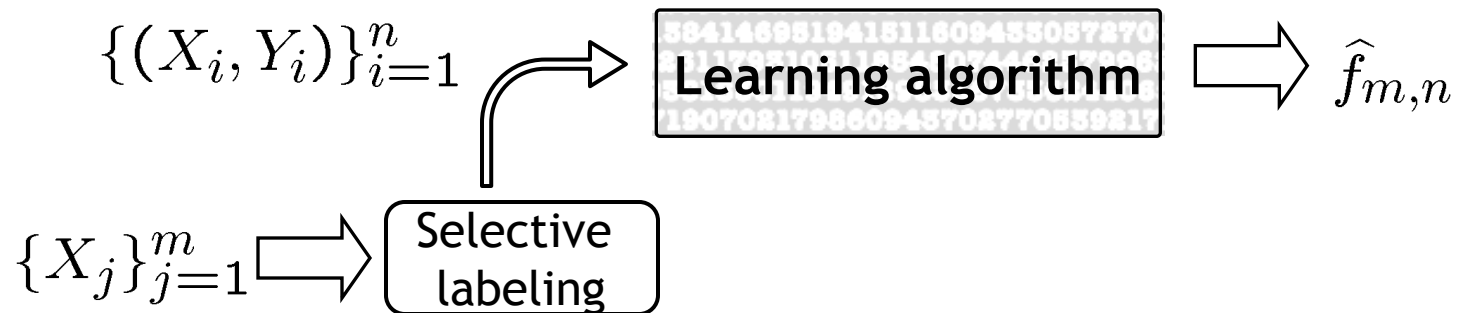 {(X_i, Y_i)}_{i=1}^n
Learning algorithm
\widehat{f}_{m,n}
{X_j}_{j=1}^m
Selective
labeling